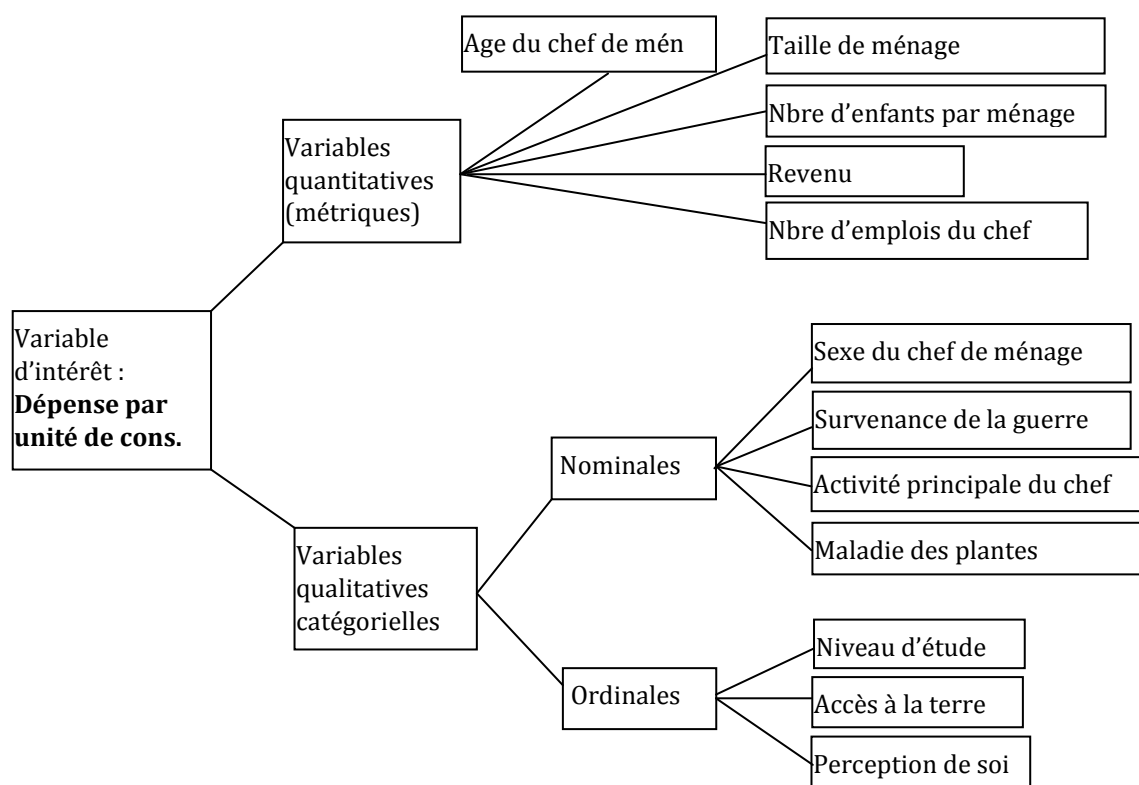 Age du chef de mén
Taille de ménage
Nbre d'enfants par ménage
Variables
quantitatives
(métriques)
Revenu
Nbre d'emplois du chef
Variable
d'intérêt :
Dépense par
unité de cons.
Sexe du chef de ménage
Survenance de la guerre
Nominales
Activité principale du chef
Maladie des plantes
Variables
qualitatives
catégorielles
Niveau d'étude
Ordinales
Accès à la terre
Perception de soi